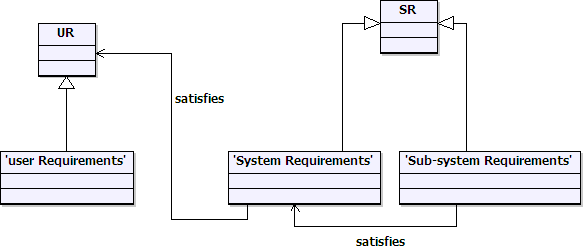 SR
UR
satisfies
'user Requirements'
'System Requirements'
'Sub-system Requirements'
satisfies